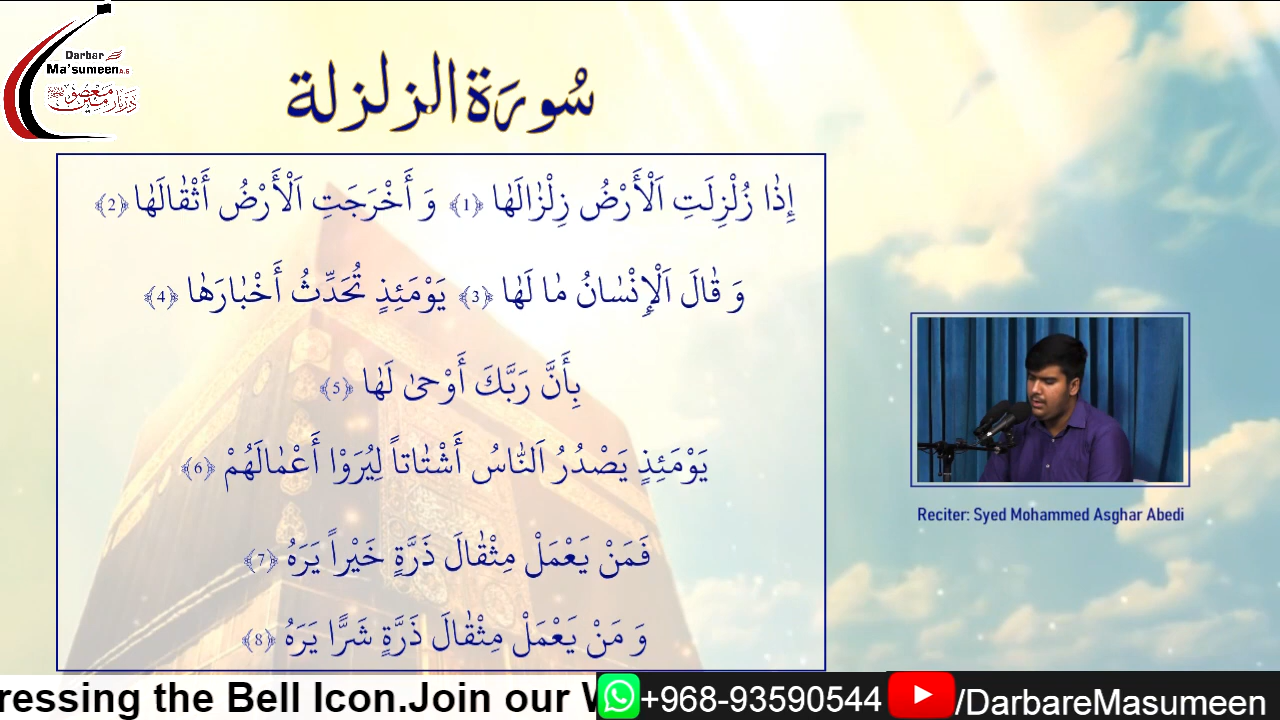 Darbar
Ma'sumeen A.S
سُورَة الزلزلة
إِذٰا زُلْزِلَتِ اَلْأَرْضُ زِلْزٰالَهٰا ﴿1﴾ وَ أَخْرَجَتِ اَلْأَرْضُ أَثْقٰالَهٰا ﴿2﴾
وَ قٰالَ اَلْإِنْسٰانُ مٰا لَهٰا ﴿3﴾ يَوْمَئِذٍ تُحَدِّثُ أَخْبٰارَهٰا ﴿4﴾
بِأَنَّ رَبَّكَ أَوْحىٰ لَهٰا ﴿5﴾
يَوْمَئِذٍ يَصْدُرُ اَلنّٰاسُ أَشْتٰاتاً لِيُرَوْا أَعْمٰالَهُمْ ﴿6﴾
فَمَنْ يَعْمَلْ مِثْقٰالَ ذَرَّةٍ خَيْراً يَرَهُ ﴿7﴾
وَ مَنْ يَعْمَلْ مِثْقٰالَ ذَرَّةٍ شَرًّا يَرَهُ ﴿8﴾
Reciter: Syed Mohammed Asghar Abedi
ressing the Bell Icon.Join our W
+968-93590544
/DarbareMasumeen